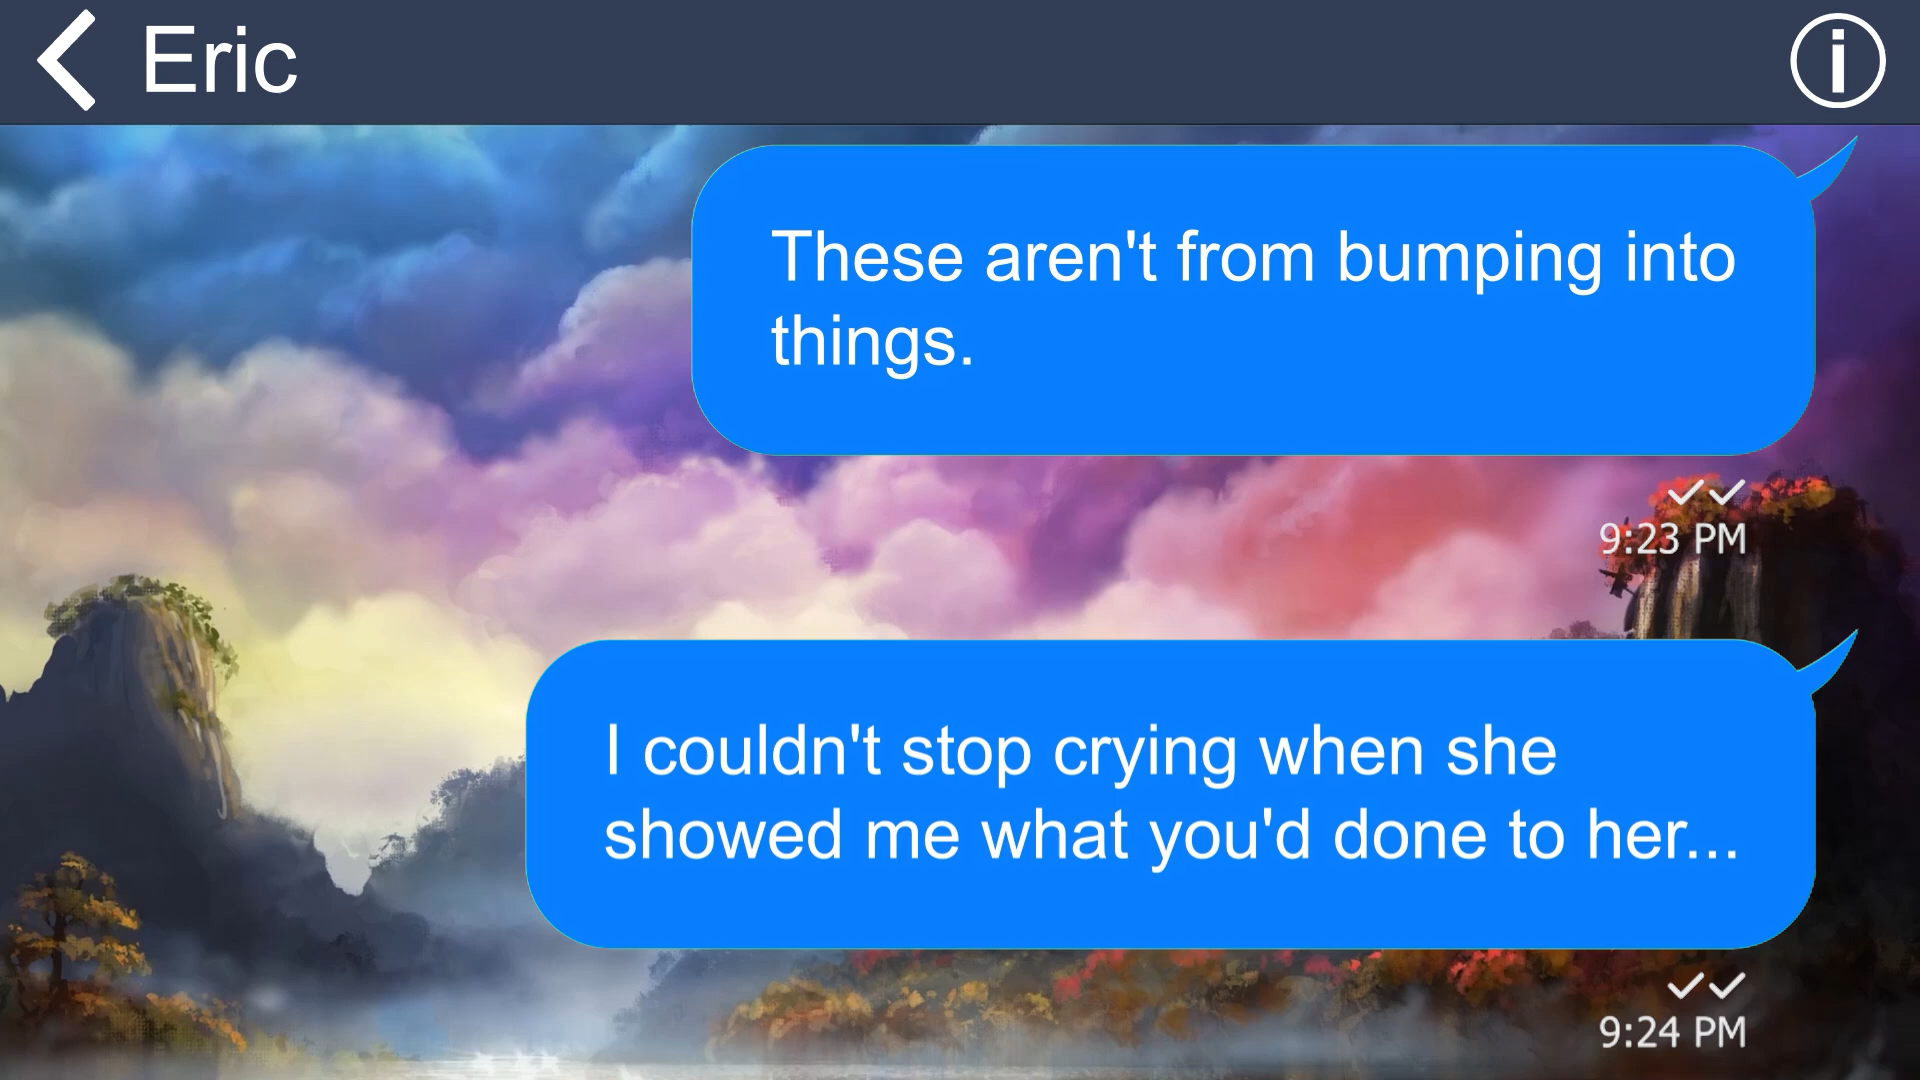 Eric
These aren't from bumping into
things.
9:23 PM
I couldn't stop crying when she
showed me what you'd done to her...
9:24 PM